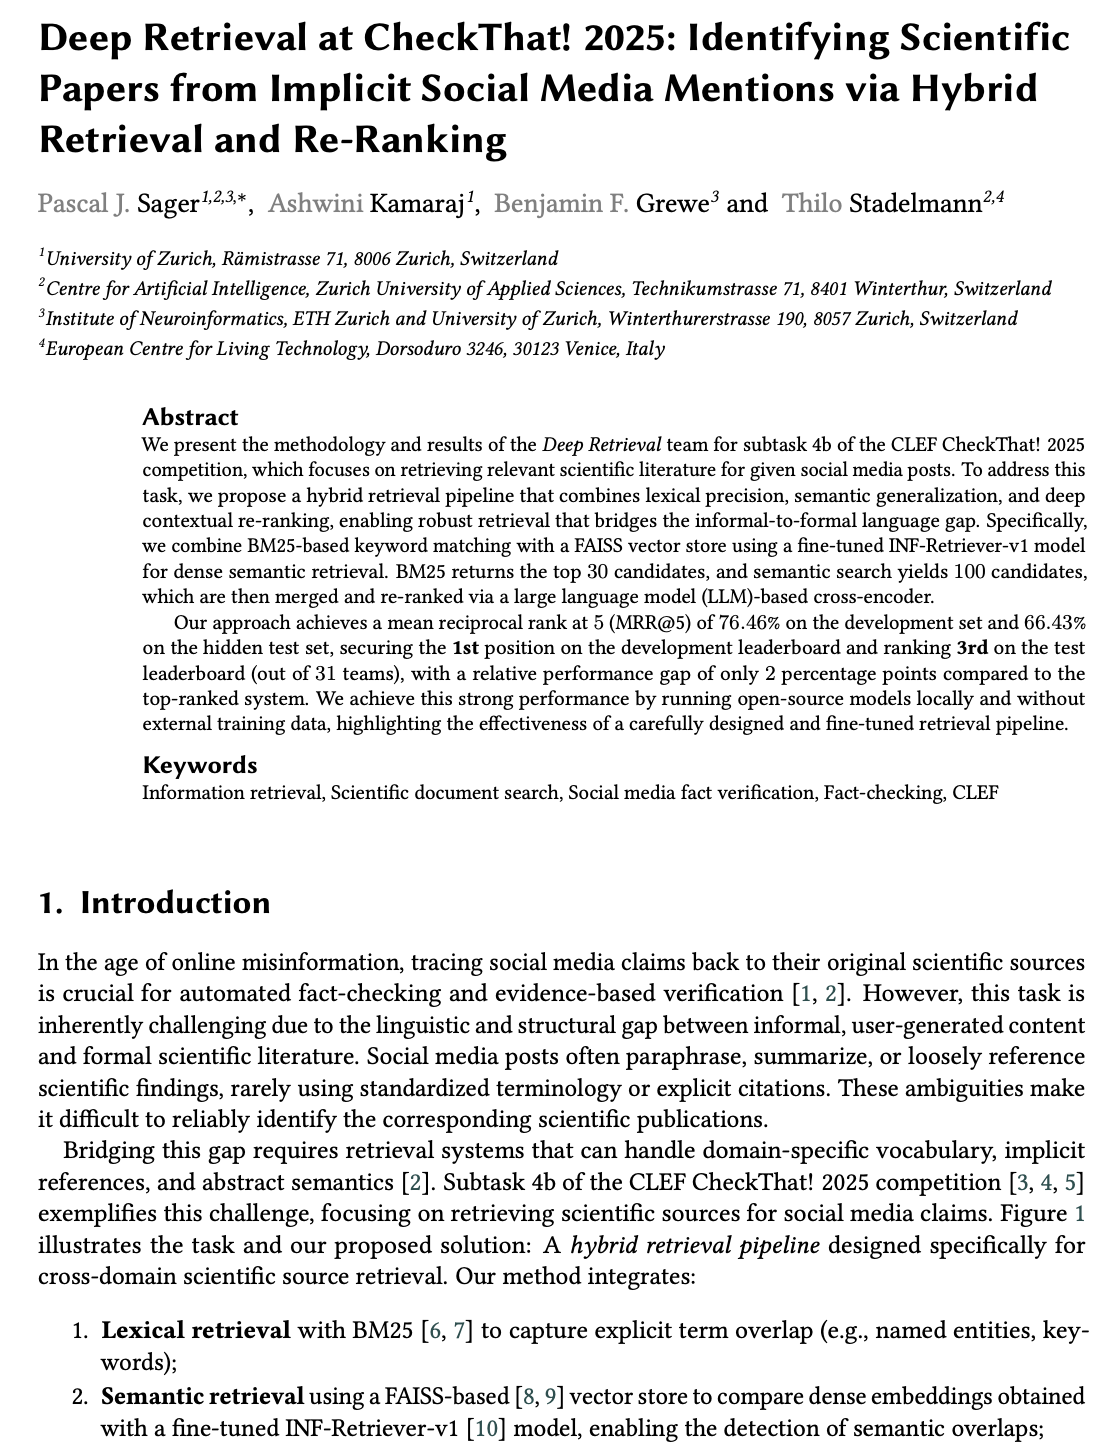 Deep Retrieval at CheckThat! 2025: Identifying Scientific
Papers from Implicit Social Media Mentions via Hybrid
Retrieval and Re-Ranking
Pascal J. Sager1,2,3,*, Ashwini Kamaraj1, Benjamin F. Grewe3 and Thilo Stadelmann2,4
1University of Zurich, Rämistrasse 71, 8006 Zurich, Switzerland
2Centre for Artificial Intelligence, Zurich University of Applied Sciences, Technikumstrasse 71, 8401 Winterthur, Switzerland
3Institute of Neuroinformatics, ETH Zurich and University of Zurich, Winterthurerstrasse 190, 8057 Zurich, Switzerland
4European Centre for Living Technology, Dorsoduro 3246, 30123 Venice, Italy
Abstract
We present the methodology and results of the Deep Retrieval team for subtask 4b of the CLEF CheckThat! 2025
competition, which focuses on retrieving relevant scientific literature for given social media posts. To address this
task, we propose a hybrid retrieval pipeline that combines lexical precision, semantic generalization, and deep
contextual re-ranking, enabling robust retrieval that bridges the informal-to-formal language gap. Specifically,
we combine BM25-based keyword matching with a FAISS vector store using a fine-tuned INF-Retriever-v1 model
for dense semantic retrieval. BM25 returns the top 30 candidates, and semantic search yields 100 candidates,
which are then merged and re-ranked via a large language model (LLM)-based cross-encoder.
Our approach achieves a mean reciprocal rank at 5 (MRR@5) of 76.46% on the development set and 66.43%
on the hidden test set, securing the 1st position on the development leaderboard and ranking 3rd on the test
leaderboard (out of 31 teams), with a relative performance gap of only 2 percentage points compared to the
top-ranked system. We achieve this strong performance by running open-source models locally and without
external training data, highlighting the effectiveness of a carefully designed and fine-tuned retrieval pipeline.
Keywords
Information retrieval, Scientific document search, Social media fact verification, Fact-checking, CLEF
1. Introduction
In the age of online misinformation, tracing social media claims back to their original scientific sources
is crucial for automated fact-checking and evidence-based verification [1, 2]. However, this task is
inherently challenging due to the linguistic and structural gap between informal, user-generated content
and formal scientific literature. Social media posts often paraphrase, summarize, or loosely reference
scientific findings, rarely using standardized terminology or explicit citations. These ambiguities make
it difficult to reliably identify the corresponding scientific publications.
Bridging this gap requires retrieval systems that can handle domain-specific vocabulary, implicit
references, and abstract semantics [2]. Subtask 4b of the CLEF CheckThat! 2025 competition [3, 4, 5]
exemplifies this challenge, focusing on retrieving scientific sources for social media claims. Figure 1
illustrates the task and our proposed solution: A hybrid retrieval pipeline designed specifically for
cross-domain scientific source retrieval. Our method integrates:
1. Lexical retrieval with BM25 [6, 7] to capture explicit term overlap (e.g., named entities, key-
words);
2. Semantic retrieval using a FAISS-based [8, 9] vector store to compare dense embeddings obtained
with a fine-tuned INF-Retriever-v1 [10] model, enabling the detection of semantic overlaps;